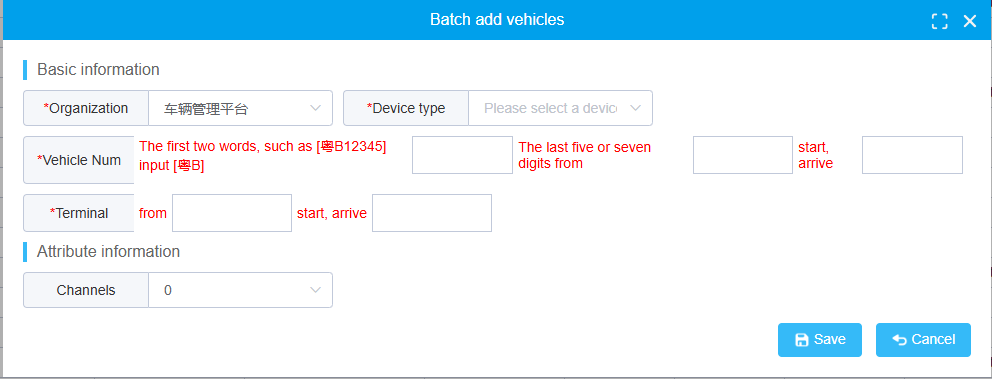 Batch add vehicles
Basic information
*Organization 车辆管理平台 *Device type Please select a device
*Vehicle Num The first two words, such as [粤B12345] input [粤B] The last five or seven digits from start, arrive
*Terminal from start, arrive
Attribute information
Channels 0
Save Cancel